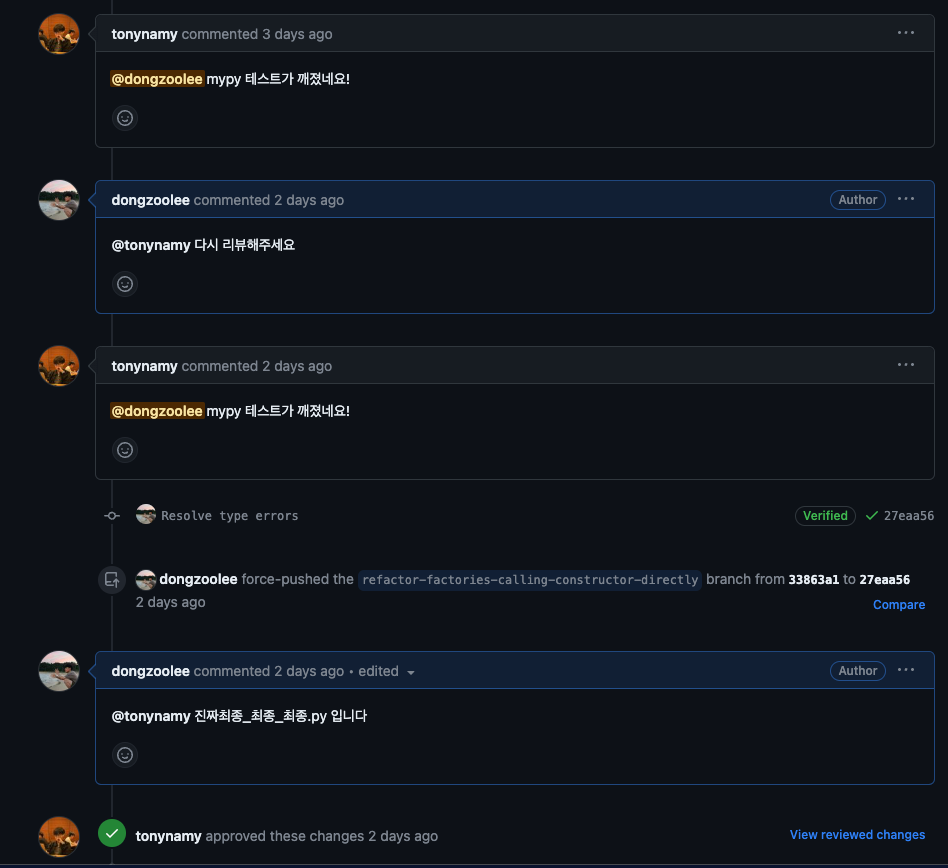 tonynamy commented 3 days ago
@dongzoolee mypy 테스트가 깨졌네요!
dongzoolee commented 2 days ago Author
@tonynamy 다시 리뷰해주세요
tonynamy commented 2 days ago
@dongzoolee mypy 테스트가 깨졌네요!
Resolve type errors Verified 27eaa56
dongzoolee force-pushed the refactor-factories-calling-constructor-directly branch from 33863a1 to 27eaa56
2 days ago
Compare
dongzoolee commented 2 days ago • edited Author
@tonynamy 진짜최종_최종_최종.py 입니다
tonynamy approved these changes 2 days ago View reviewed changes